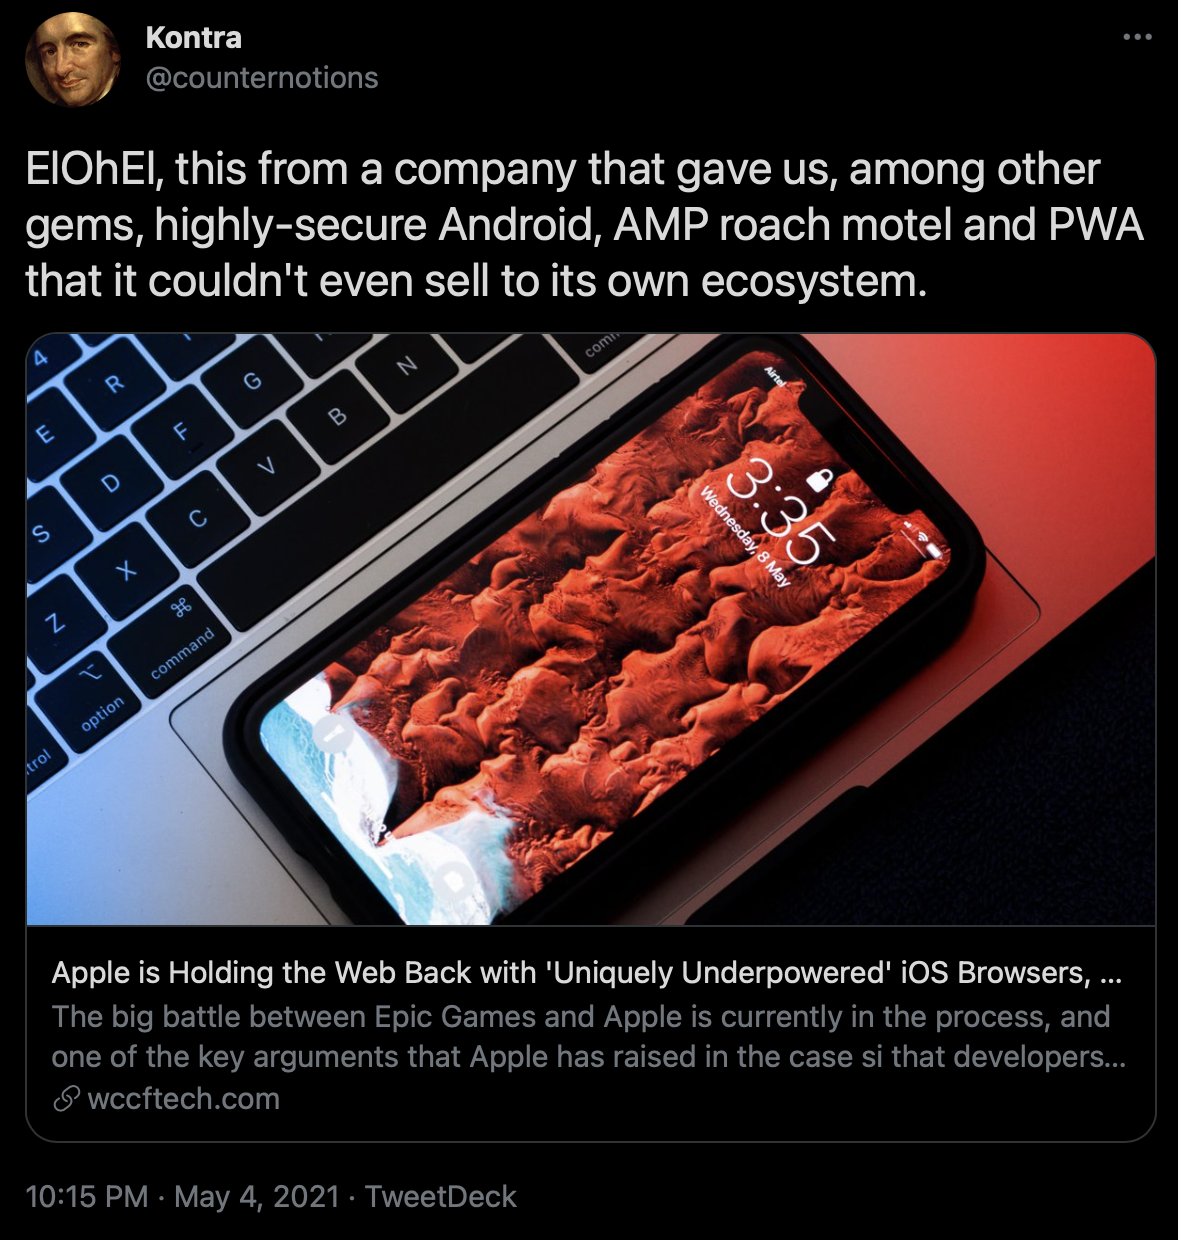 Kontra
@counternotions
ElOhEl, this from a company that gave us, among other
gems, highly-secure Android, AMP roach motel and PWA
that it couldn't even sell to its own ecosystem.
4
R
G
N
comm
E
F
B
D
V
S
C
X
Z
⌘
command
option
trol
Airtel
3:35
Wednesday, 8 May
Apple is Holding the Web Back with 'Uniquely Underpowered' iOS Browsers, ...
The big battle between Epic Games and Apple is currently in the process, and
one of the key arguments that Apple has raised in the case si that developers...
wccftech.com
10:15 PM · May 4, 2021 · TweetDeck